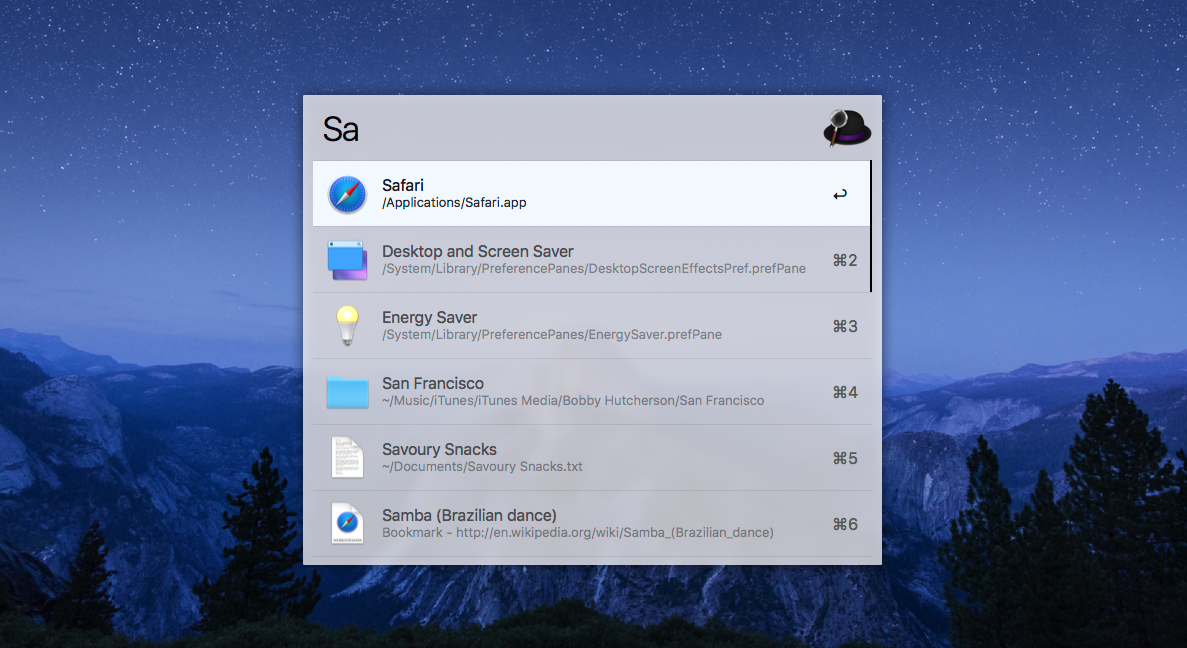 Sa
Safari
/Applications/Safari.app
↩
Desktop and Screen Saver
/System/Library/PreferencePanes/DesktopScreenEffectsPref.prefPane
⌘2
Energy Saver
/System/Library/PreferencePanes/EnergySaver.prefPane
⌘3
San Francisco
~/Music/iTunes/iTunes Media/Bobby Hutcherson/San Francisco
⌘4
Savoury Snacks
~/Documents/Savoury Snacks.txt
⌘5
Samba (Brazilian dance)
Bookmark - http://en.wikipedia.org/wiki/Samba_(Brazilian_dance)
⌘6